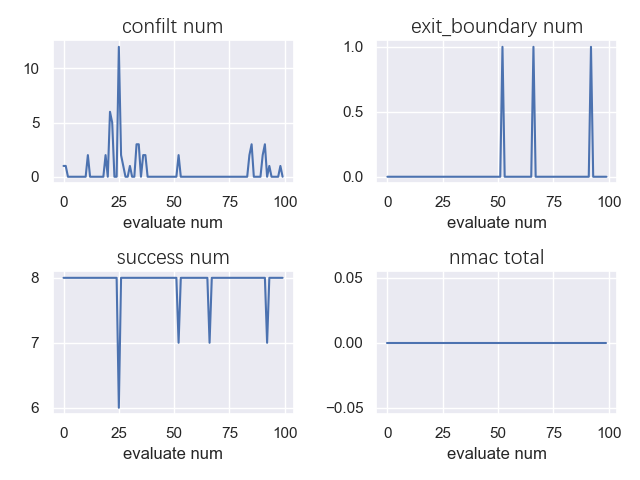 confilt num
10
5
0
0 25 50 75 100
evaluate num
exit_boundary num
1.0
0.5
0.0
0 25 50 75 100
evaluate num
success num
8
7
6
0 25 50 75 100
evaluate num
nmac total
0.05
0.00
−0.05
0 25 50 75 100
evaluate num